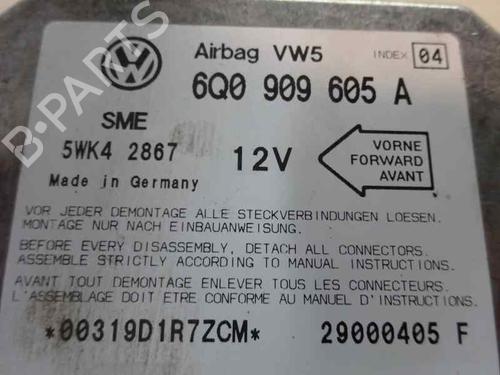 Airbag VW5 INDEX 04
6Q0 909 605 A
SME
5WK4 2867 12V
Made in Germany
VORNE
FORWARD
AVANT
VOR JEDER DEMONTAGE ALLE STECKVERBINDUNGEN LOESEN.
MONTAGE NUR NACH EINBAUANWEISUNG.
BEFORE EVERY DISASSEMBLY, DETACH ALL CONNECTORS.
ASSEMBLE STRICTLY ACCORDING TO MANUAL INSTRUCTIONS.
AVANT TOUT DEMONTAGE ENLEVER TOUS LES CONNECTEURS.
L'ASSEMBLAGE DOIT ETRE CONFORME AU MANUEL D'INSTRUCTIONS.
*00319D1R7ZCM* 29000405 F
B-PARTS